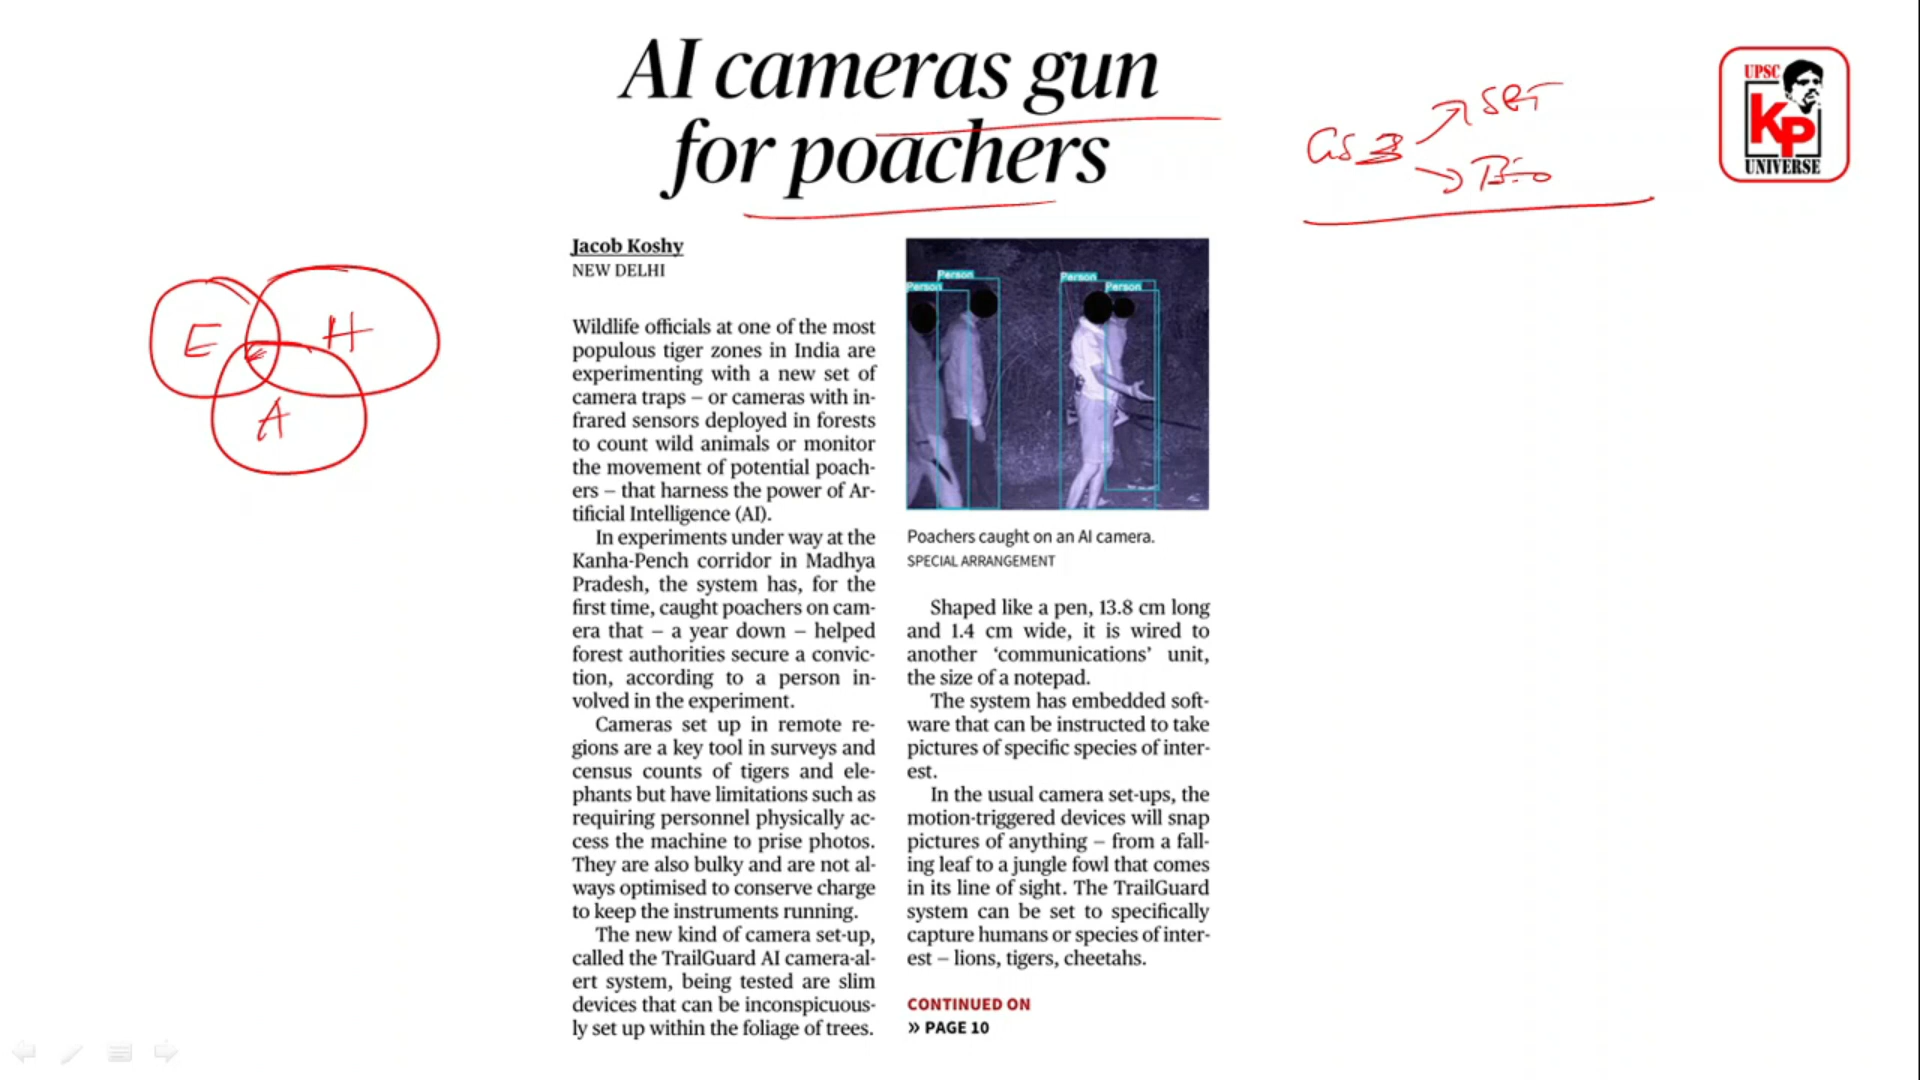 AI cameras gun
for poachers
GS 3
S&T
Bio
UPSC
KP
UNIVERSE
E
H
A
Jacob Koshy
NEW DELHI
Wildlife officials at one of the most
populous tiger zones in India are
experimenting with a new set of
camera traps – or cameras with in-
frared sensors deployed in forests
to count wild animals or monitor
the movement of potential poach-
ers – that harness the power of Ar-
tificial Intelligence (AI).
In experiments under way at the
Kanha-Pench corridor in Madhya
Pradesh, the system has, for the
first time, caught poachers on cam-
era that – a year down – helped
forest authorities secure a convic-
tion, according to a person in-
volved in the experiment.
Cameras set up in remote re-
gions are a key tool in surveys and
census counts of tigers and ele-
phants but have limitations such as
requiring personnel physically ac-
cess the machine to prise photos.
They are also bulky and are not al-
ways optimised to conserve charge
to keep the instruments running.
The new kind of camera set-up,
called the TrailGuard AI camera-al-
ert system, being tested are slim
devices that can be inconspicuous-
ly set up within the foliage of trees.
Person
Person
Person
Person
Poachers caught on an AI camera.
SPECIAL ARRANGEMENT
Shaped like a pen, 13.8 cm long
and 1.4 cm wide, it is wired to
another ‘communications’ unit,
the size of a notepad.
The system has embedded soft-
ware that can be instructed to take
pictures of specific species of inter-
est.
In the usual camera set-ups, the
motion-triggered devices will snap
pictures of anything – from a fall-
ing leaf to a jungle fowl that comes
in its line of sight. The TrailGuard
system can be set to specifically
capture humans or species of inter-
est – lions, tigers, cheetahs.
CONTINUED ON
» PAGE 10